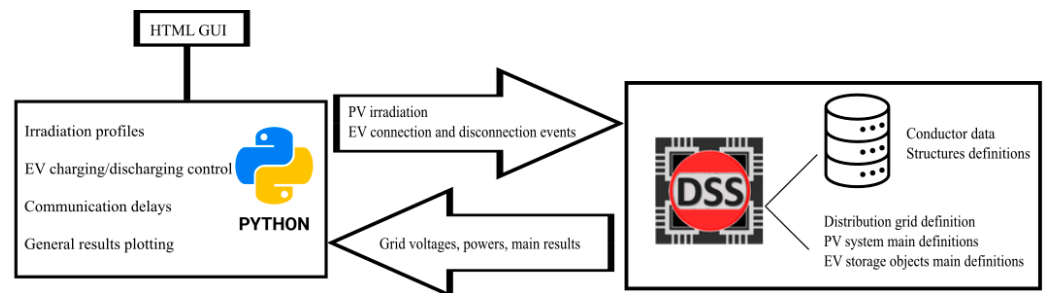 HTML GUI
Irradiation profiles
EV charging/discharging control
Communication delays
General results plotting
PYTHON
PV irradiation
EV connection and disconnection events
Grid voltages, powers, main results
DSS
Conductor data
Structures definitions
Distribution grid definition
PV system main definitions
EV storage objects main definitions